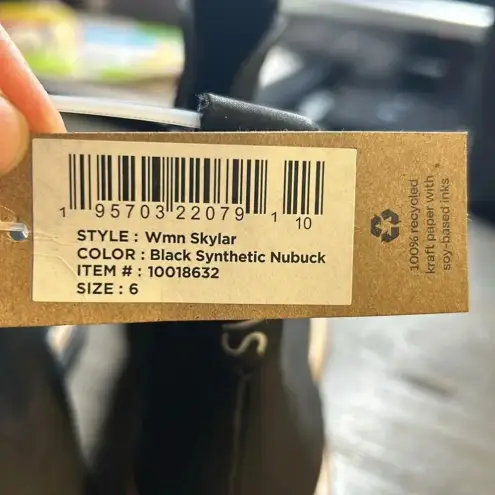 1 95703 22079 1 10
STYLE : Wmn Skylar
COLOR : Black Synthetic Nubuck
ITEM # : 10018632
SIZE : 6
100% recycled
kraft paper with
soy-based inks